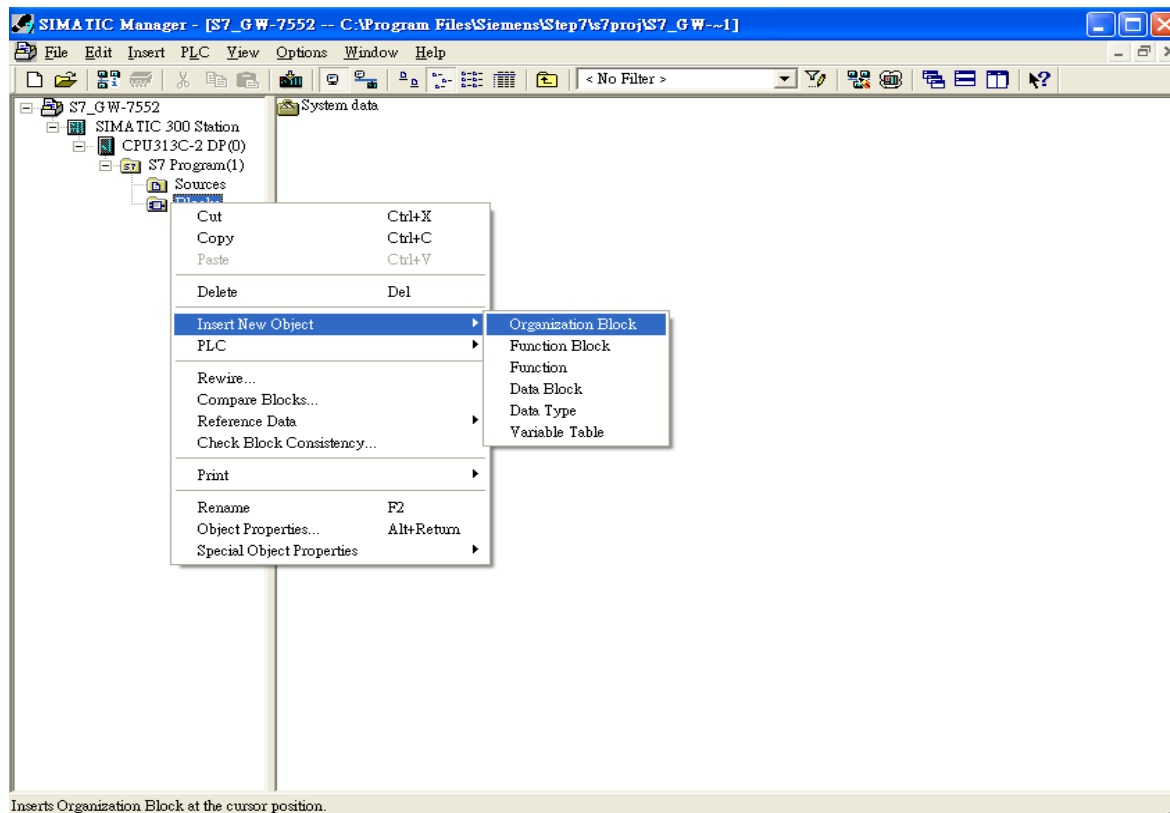 SIMATIC Manager - [S7_GW-7552 -- C:\Program Files\Siemens\Step7\s7proj\S7_GW-~1]
File Edit Insert PLC View Options Window Help
< No Filter >
S7_GW-7552
System data
SIMATIC 300 Station
CPU313C-2 DP(0)
S7 Program(1)
Sources
Cut Ctrl+X
Copy Ctrl+C
Paste Ctrl+V
Delete Del
Insert New Object
PLC
Rewire...
Compare Blocks...
Reference Data
Check Block Consistency...
Print
Rename F2
Object Properties... Alt+Return
Special Object Properties
Organization Block
Function Block
Function
Data Block
Data Type
Variable Table
Inserts Organization Block at the cursor position.